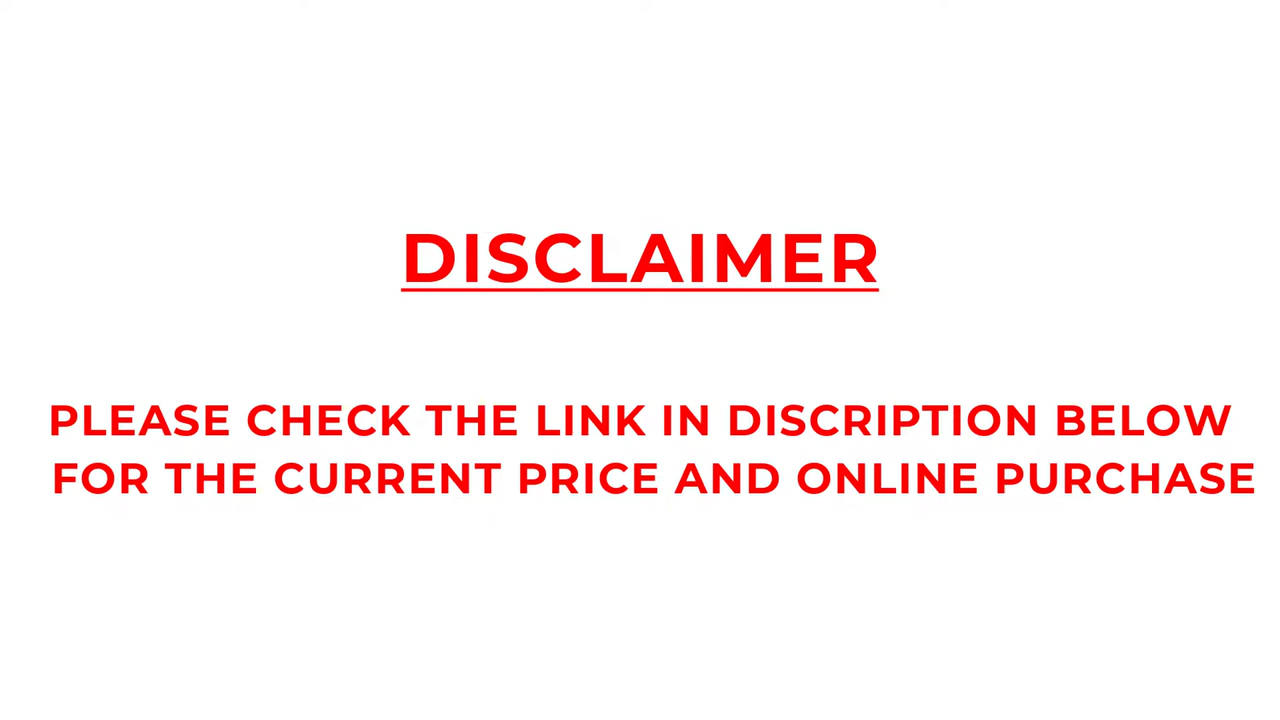 DISCLAIMER
PLEASE CHECK THE LINK IN DISCRIPTION BELOW
FOR THE CURRENT PRICE AND ONLINE PURCHASE